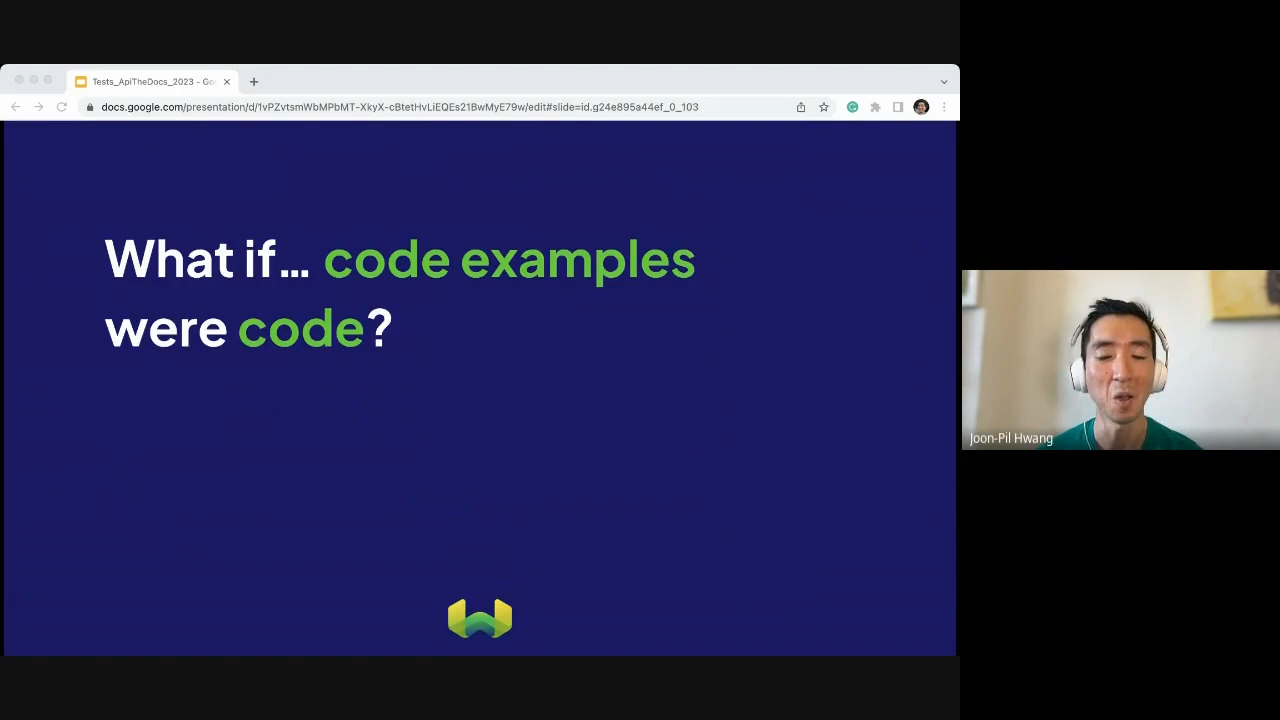 Tests_ApiTheDocs_2023 - Goo
docs.google.com/presentation/d/1vPZvtsmWbMPbMT-XkyX-cBtetHvLiEQEs21BwMyE79w/edit#slide=id.g24e895a44ef_0_103
What if... code examples
were code?
Joon-Pil Hwang